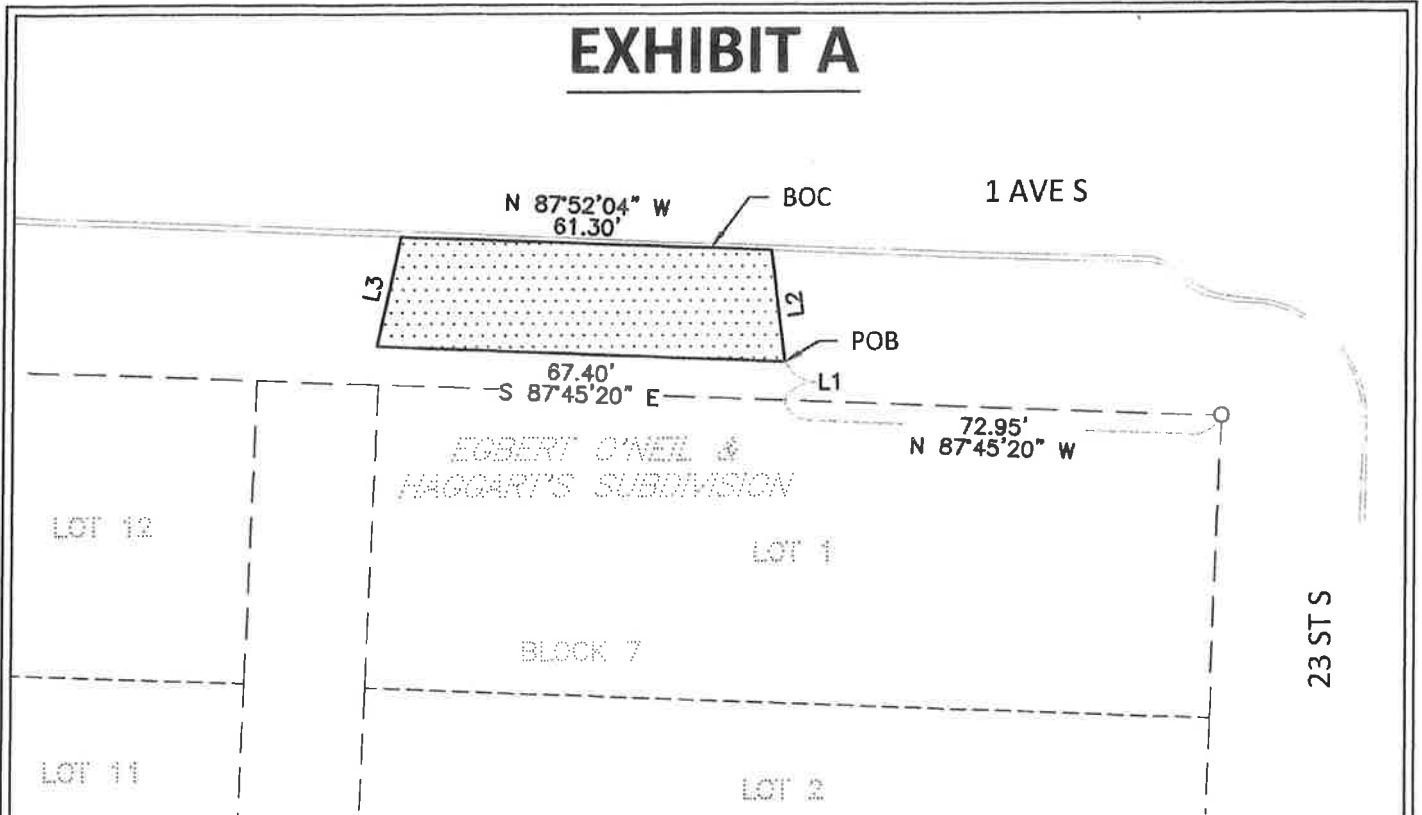 EXHIBIT A
1 AVE S
N 87°52'04" W
61.30'
BOC
L3
L2
POB
67.40'
S 87°45'20" E
L1
72.95'
N 87°45'20" W
EGBERT O'NEIL &
HAGGART'S SUBDIVISION
LOT 12
LOT 1
23 ST S
BLOCK 7
LOT 11
LOT 2